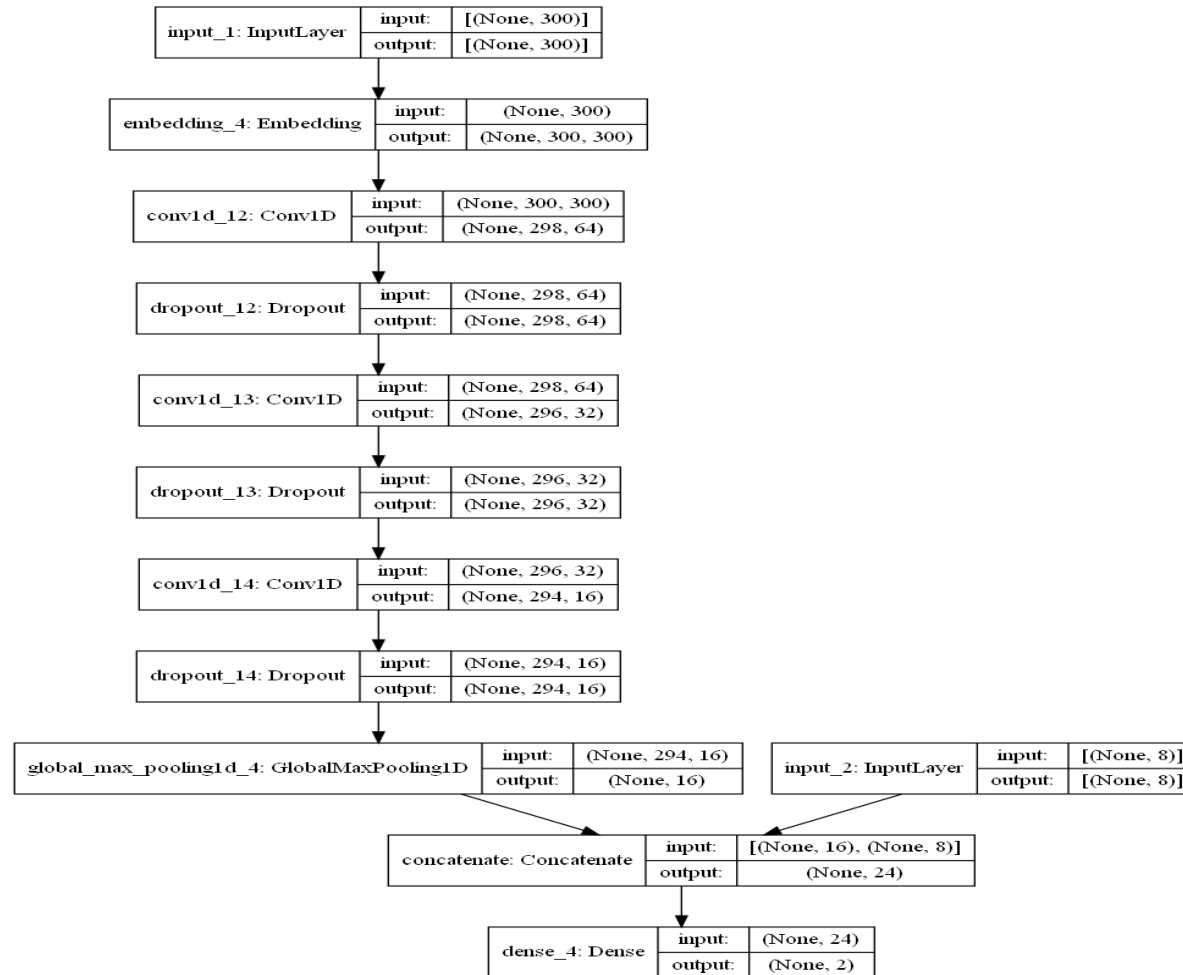 input_1: InputLayer
input: [(None, 300)]
output: [(None, 300)]
embedding_4: Embedding
input: (None, 300)
output: (None, 300, 300)
conv1d_12: Conv1D
input: (None, 300, 300)
output: (None, 298, 64)
dropout_12: Dropout
input: (None, 298, 64)
output: (None, 298, 64)
conv1d_13: Conv1D
input: (None, 298, 64)
output: (None, 296, 32)
dropout_13: Dropout
input: (None, 296, 32)
output: (None, 296, 32)
conv1d_14: Conv1D
input: (None, 296, 32)
output: (None, 294, 16)
dropout_14: Dropout
input: (None, 294, 16)
output: (None, 294, 16)
global_max_pooling1d_4: GlobalMaxPooling1D
input: (None, 294, 16)
output: (None, 16)
input_2: InputLayer
input: [(None, 8)]
output: [(None, 8)]
concatenate: Concatenate
input: [(None, 16), (None, 8)]
output: (None, 24)
dense_4: Dense
input: (None, 24)
output: (None, 2)